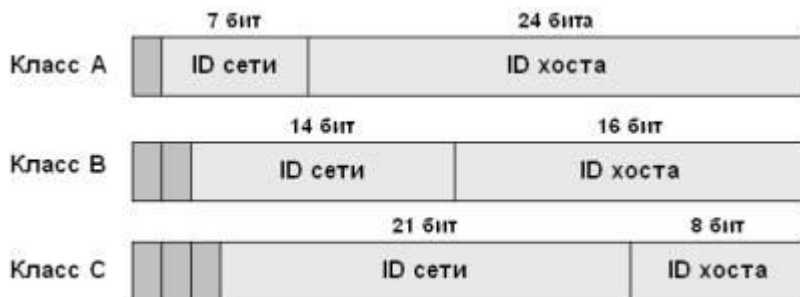 7 бит 24 бита
Класс A ID сети ID хоста
14 бит 16 бит
Класс B ID сети ID хоста
21 бит 8 бит
Класс C ID сети ID хоста